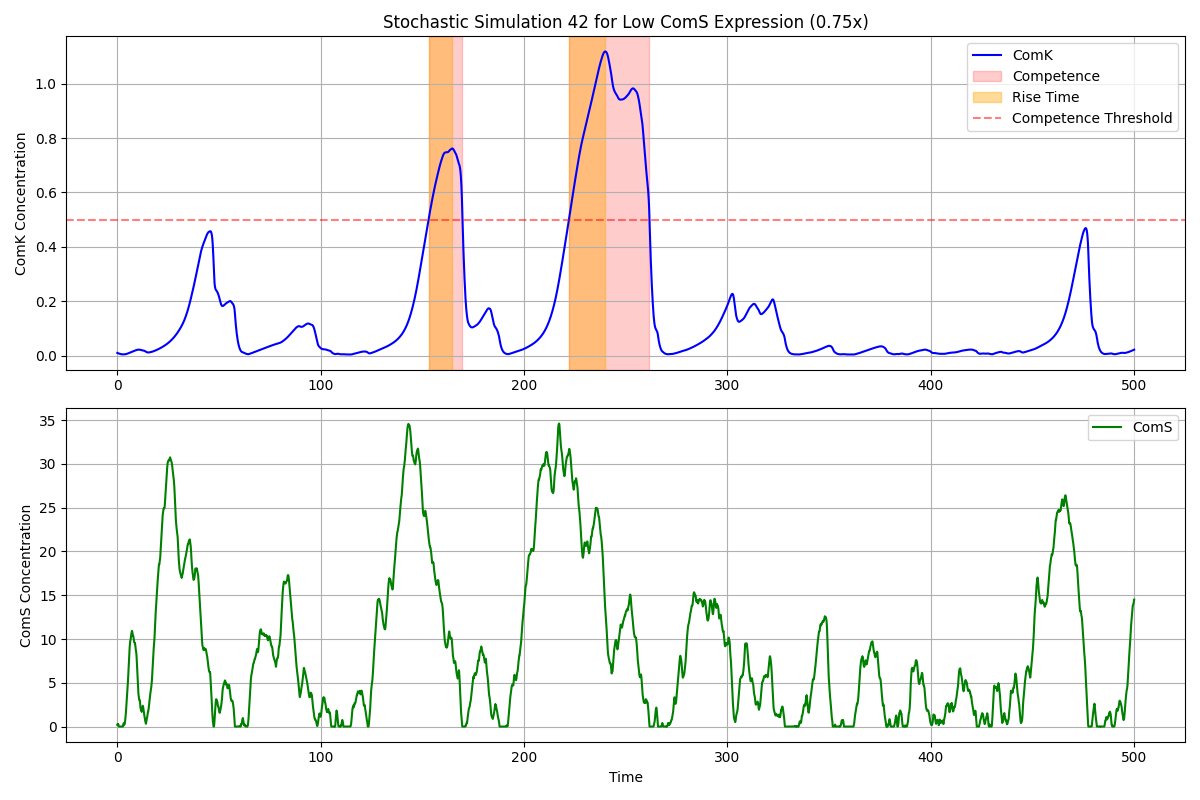 Stochastic Simulation 42 for Low ComS Expression (0.75x)
ComK Concentration
1.0
0.8
0.6
0.4
0.2
0.0
ComK
Competence
Rise Time
Competence Threshold
0 100 200 300 400 500
ComS Concentration
35
30
25
20
15
10
5
0
ComS
0 100 200 300 400 500
Time